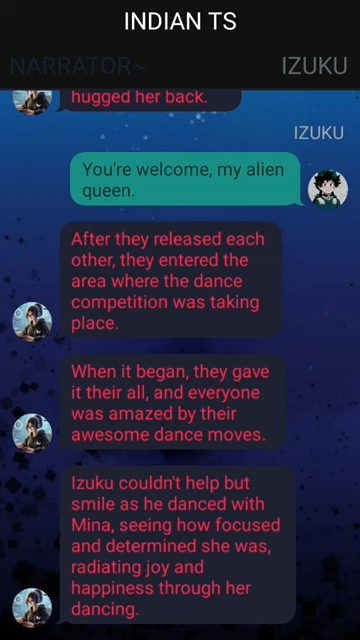 INDIAN TS
NARRATOR~ IZUKU
hugged her back.
IZUKU
You're welcome, my alien
queen.
After they released each
other, they entered the
area where the dance
competition was taking
place.
When it began, they gave
it their all, and everyone
was amazed by their
awesome dance moves.
Izuku couldn't help but
smile as he danced with
Mina, seeing how focused
and determined she was,
radiating joy and
happiness through her
dancing.